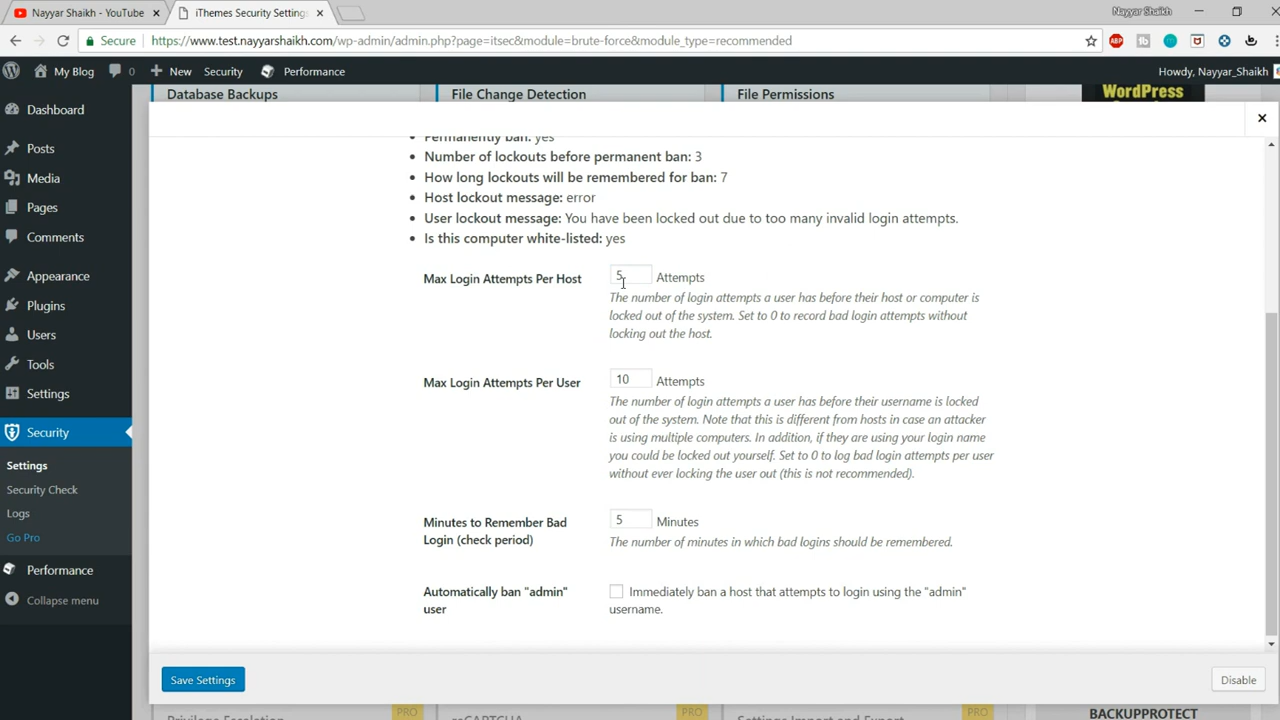 Nayyar Shaikh - YouTube
iThemes Security Settings
Nayyar Shaikh
Secure
https://www.test.nayyarshaikh.com/wp-admin/admin.php?page=itsec&module=brute-force&module_type=recommended
ABP
My Blog
0
New
Security
Performance
Howdy, Nayyar_Shaikh
Database Backups
File Change Detection
File Permissions
WordPress
Dashboard
Posts
Media
Pages
Comments
Appearance
Plugins
Users
Tools
Settings
Security
Settings
Security Check
Logs
Go Pro
Performance
Collapse menu
Permanently ban: yes
Number of lockouts before permanent ban: 3
How long lockouts will be remembered for ban: 7
Host lockout message: error
User lockout message: You have been locked out due to too many invalid login attempts.
Is this computer white-listed: yes
Max Login Attempts Per Host
5 Attempts
The number of login attempts a user has before their host or computer is
locked out of the system. Set to 0 to record bad login attempts without
locking out the host.
Max Login Attempts Per User
10 Attempts
The number of login attempts a user has before their username is locked
out of the system. Note that this is different from hosts in case an attacker
is using multiple computers. In addition, if they are using your login name
you could be locked out yourself. Set to 0 to log bad login attempts per user
without ever locking the user out (this is not recommended).
Minutes to Remember Bad
Login (check period)
5 Minutes
The number of minutes in which bad logins should be remembered.
Automatically ban "admin"
user
Immediately ban a host that attempts to login using the "admin"
username.
Save Settings
Disable
Privilege Escalation
PRO
reCAPTCHA
PRO
Settings Import and Export
PRO
BACKUPPROTECT